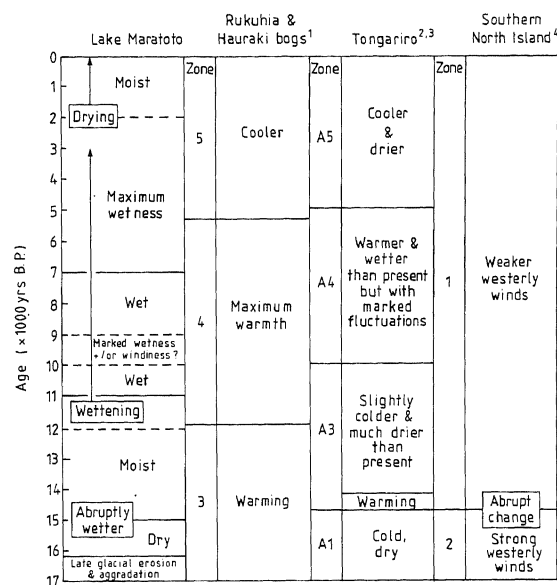 Lake Maratoto
Rukuhia &
Hauraki bogs¹
Tongariro²,³
Southern
North Island⁴
Age (×1000 yrs B.P.)
0
1
2
3
4
5
6
7
8
9
10
11
12
13
14
15
16
17
Moist
Drying
Maximum
wetness
Wet
Marked wetness
+/or windiness?
Wet
Wettening
Moist
Abruptly
wetter
Dry
Late glacial erosion
& aggradation
Zone
5
4
3
Cooler
Maximum
warmth
Warming
Zone
A5
A4
A3
A1
Cooler
&
drier
Warmer &
wetter
than present
but with
marked
fluctuations
Slightly
colder &
much drier
than
present
Warming
Cold,
dry
Zone
1
2
Weaker
westerly
winds
Abrupt
change
Strong
westerly
winds